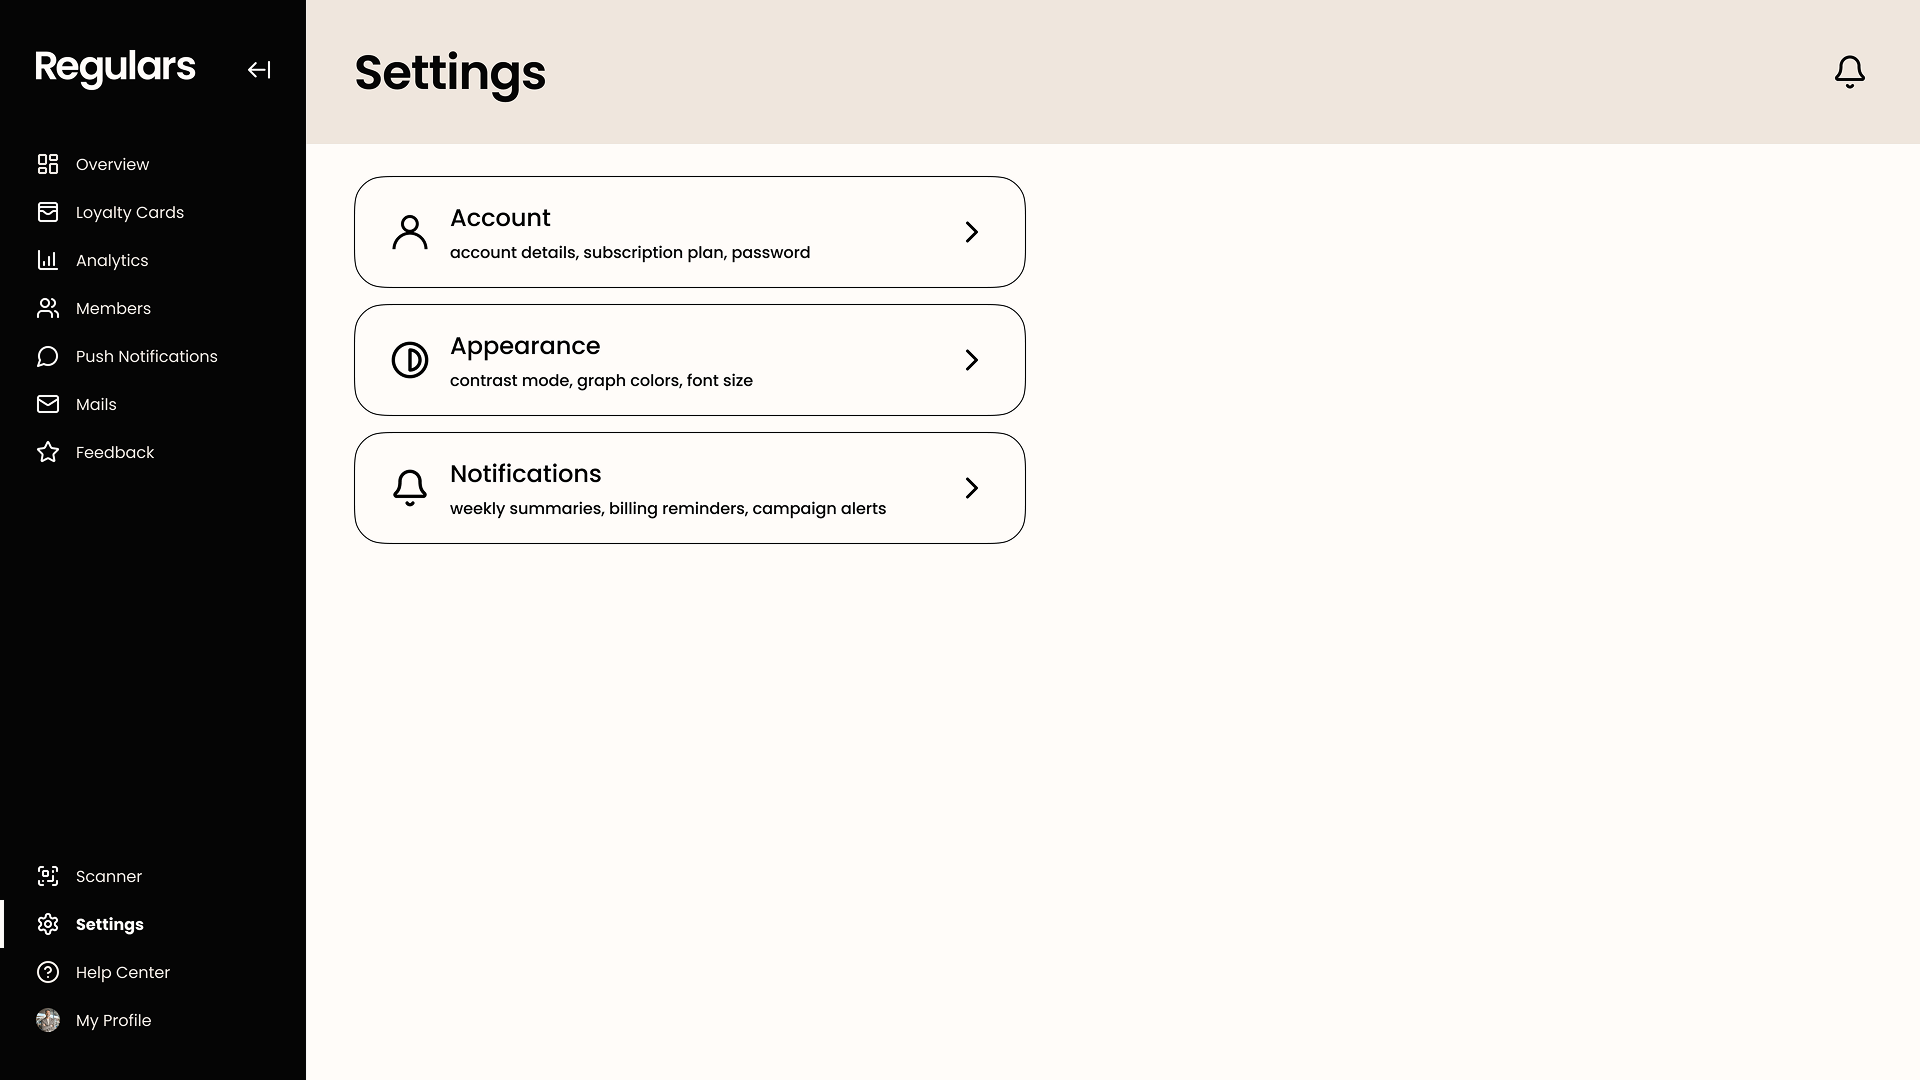 Regulars
Overview
Loyalty Cards
Analytics
Members
Push Notifications
Mails
Feedback
Scanner
Settings
Help Center
My Profile
Settings
Account
account details, subscription plan, password
Appearance
contrast mode, graph colors, font size
Notifications
weekly summaries, billing reminders, campaign alerts